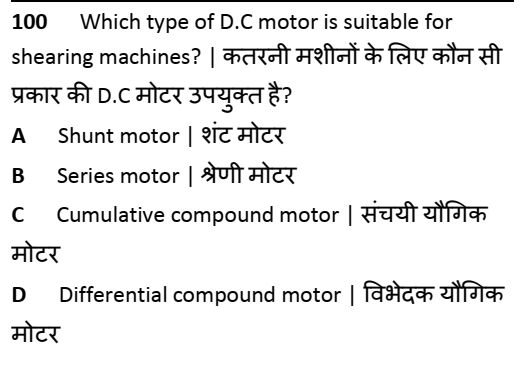 100 Which type of D.C motor is suitable for
shearing machines? | कतरनी मशीनों के लिए कौन सी
प्रकार की D.C मोटर उपयुक्त है?
A Shunt motor | शंट मोटर
B Series motor | श्रेणी मोटर
C Cumulative compound motor | संचयी यौगिक
मोटर
D Differential compound motor | विभेदक यौगिक
मोटर